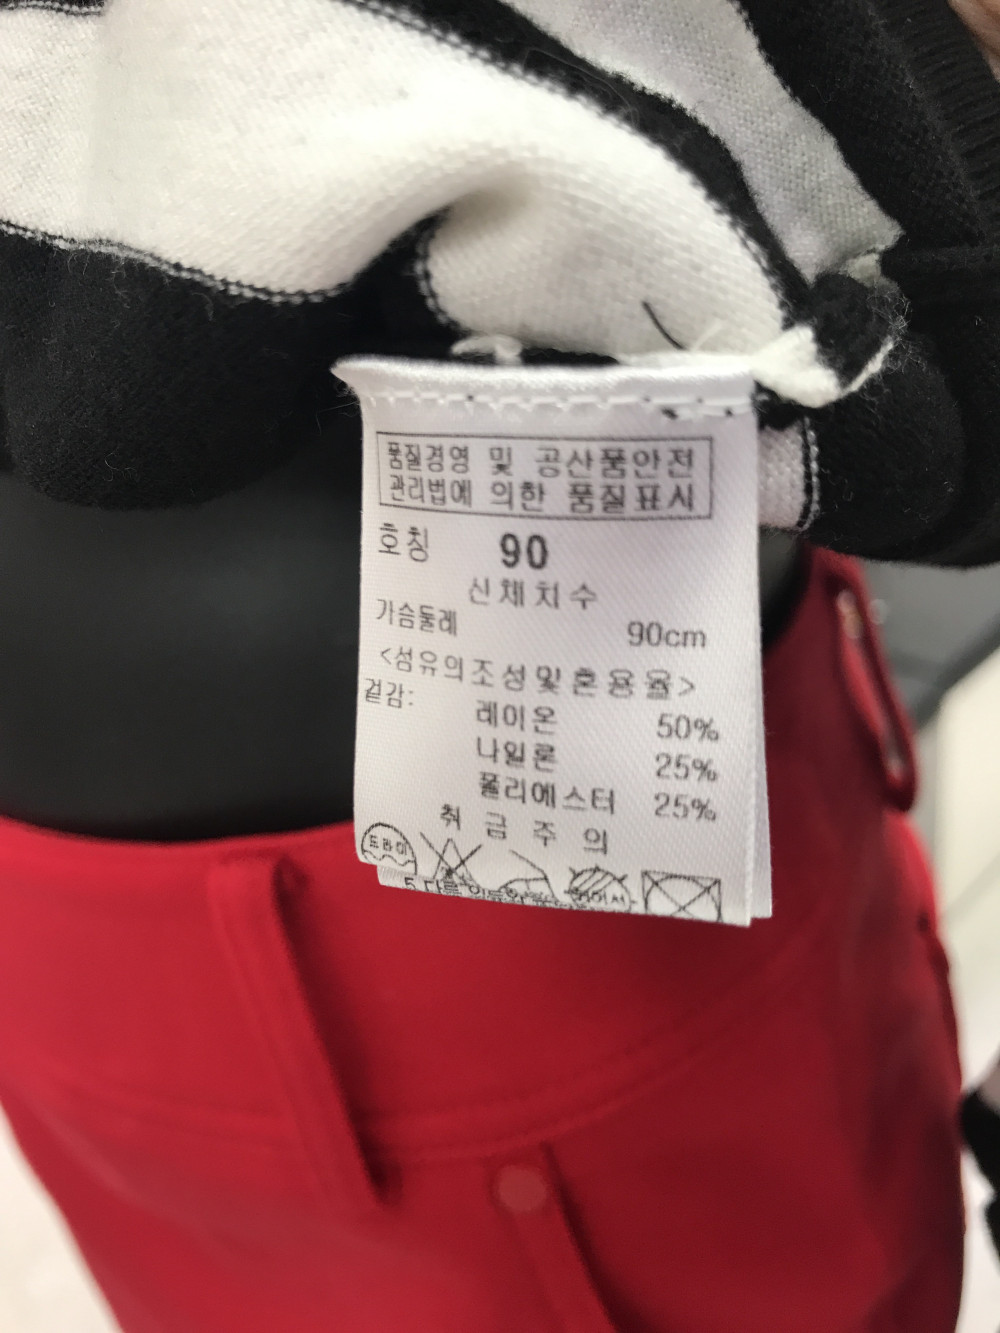 품질경영 및 공산품안전
관리법에 의한 품질표시
호칭 90
신체치수
가슴둘레 90cm
<섬유의조성및혼용율>
겉감:
레이온 50%
나일론 25%
폴리에스터 25%
취급주의
드라이